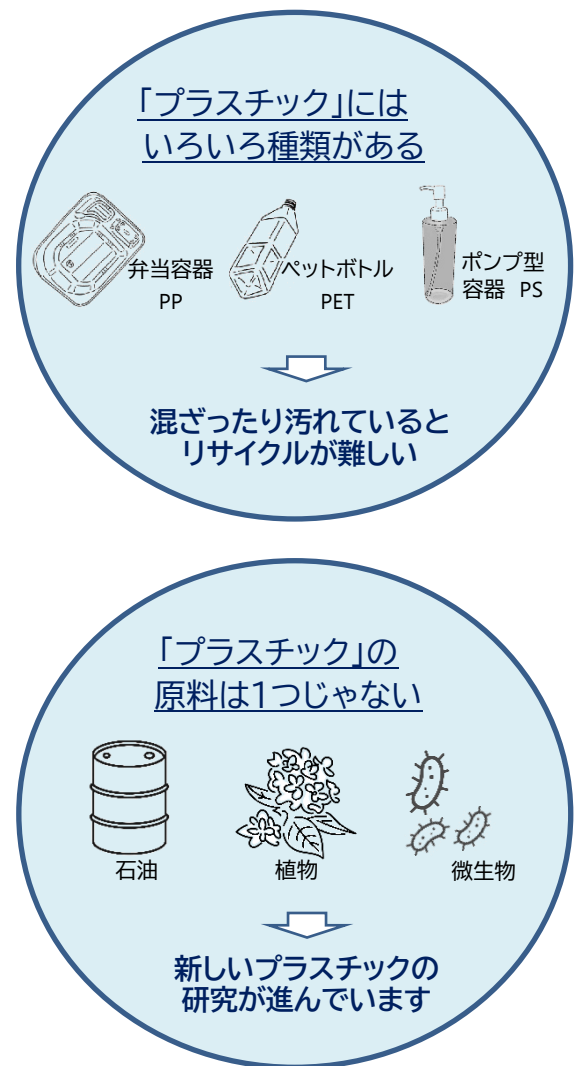 「プラスチック」には
いろいろ種類がある
弁当容器
PP
ペットボトル
PET
ポンプ型
容器 PS
混ざったり汚れていると
リサイクルが難しい
「プラスチック」の
原料は1つじゃない
石油
植物
微生物
新しいプラスチックの
研究が進んでいます